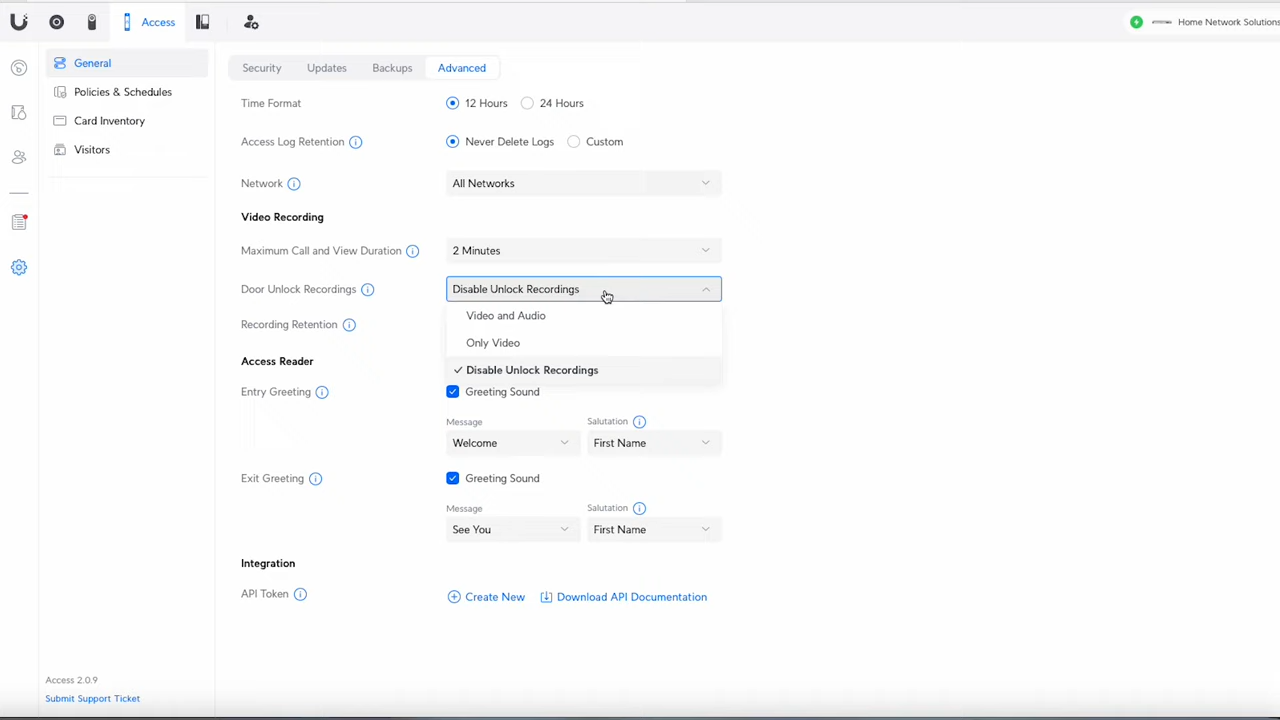 Access
Home Network Solutions
General
Policies & Schedules
Card Inventory
Visitors
Security Updates Backups Advanced
Time Format 12 Hours 24 Hours
Access Log Retention Never Delete Logs Custom
Network All Networks
Video Recording
Maximum Call and View Duration 2 Minutes
Door Unlock Recordings Disable Unlock Recordings
Video and Audio
Recording Retention
Only Video
Disable Unlock Recordings
Access Reader
Entry Greeting Greeting Sound
Message Salutation
Welcome First Name
Exit Greeting Greeting Sound
Message Salutation
See You First Name
Integration
API Token Create New Download API Documentation
Access 2.0.9
Submit Support Ticket